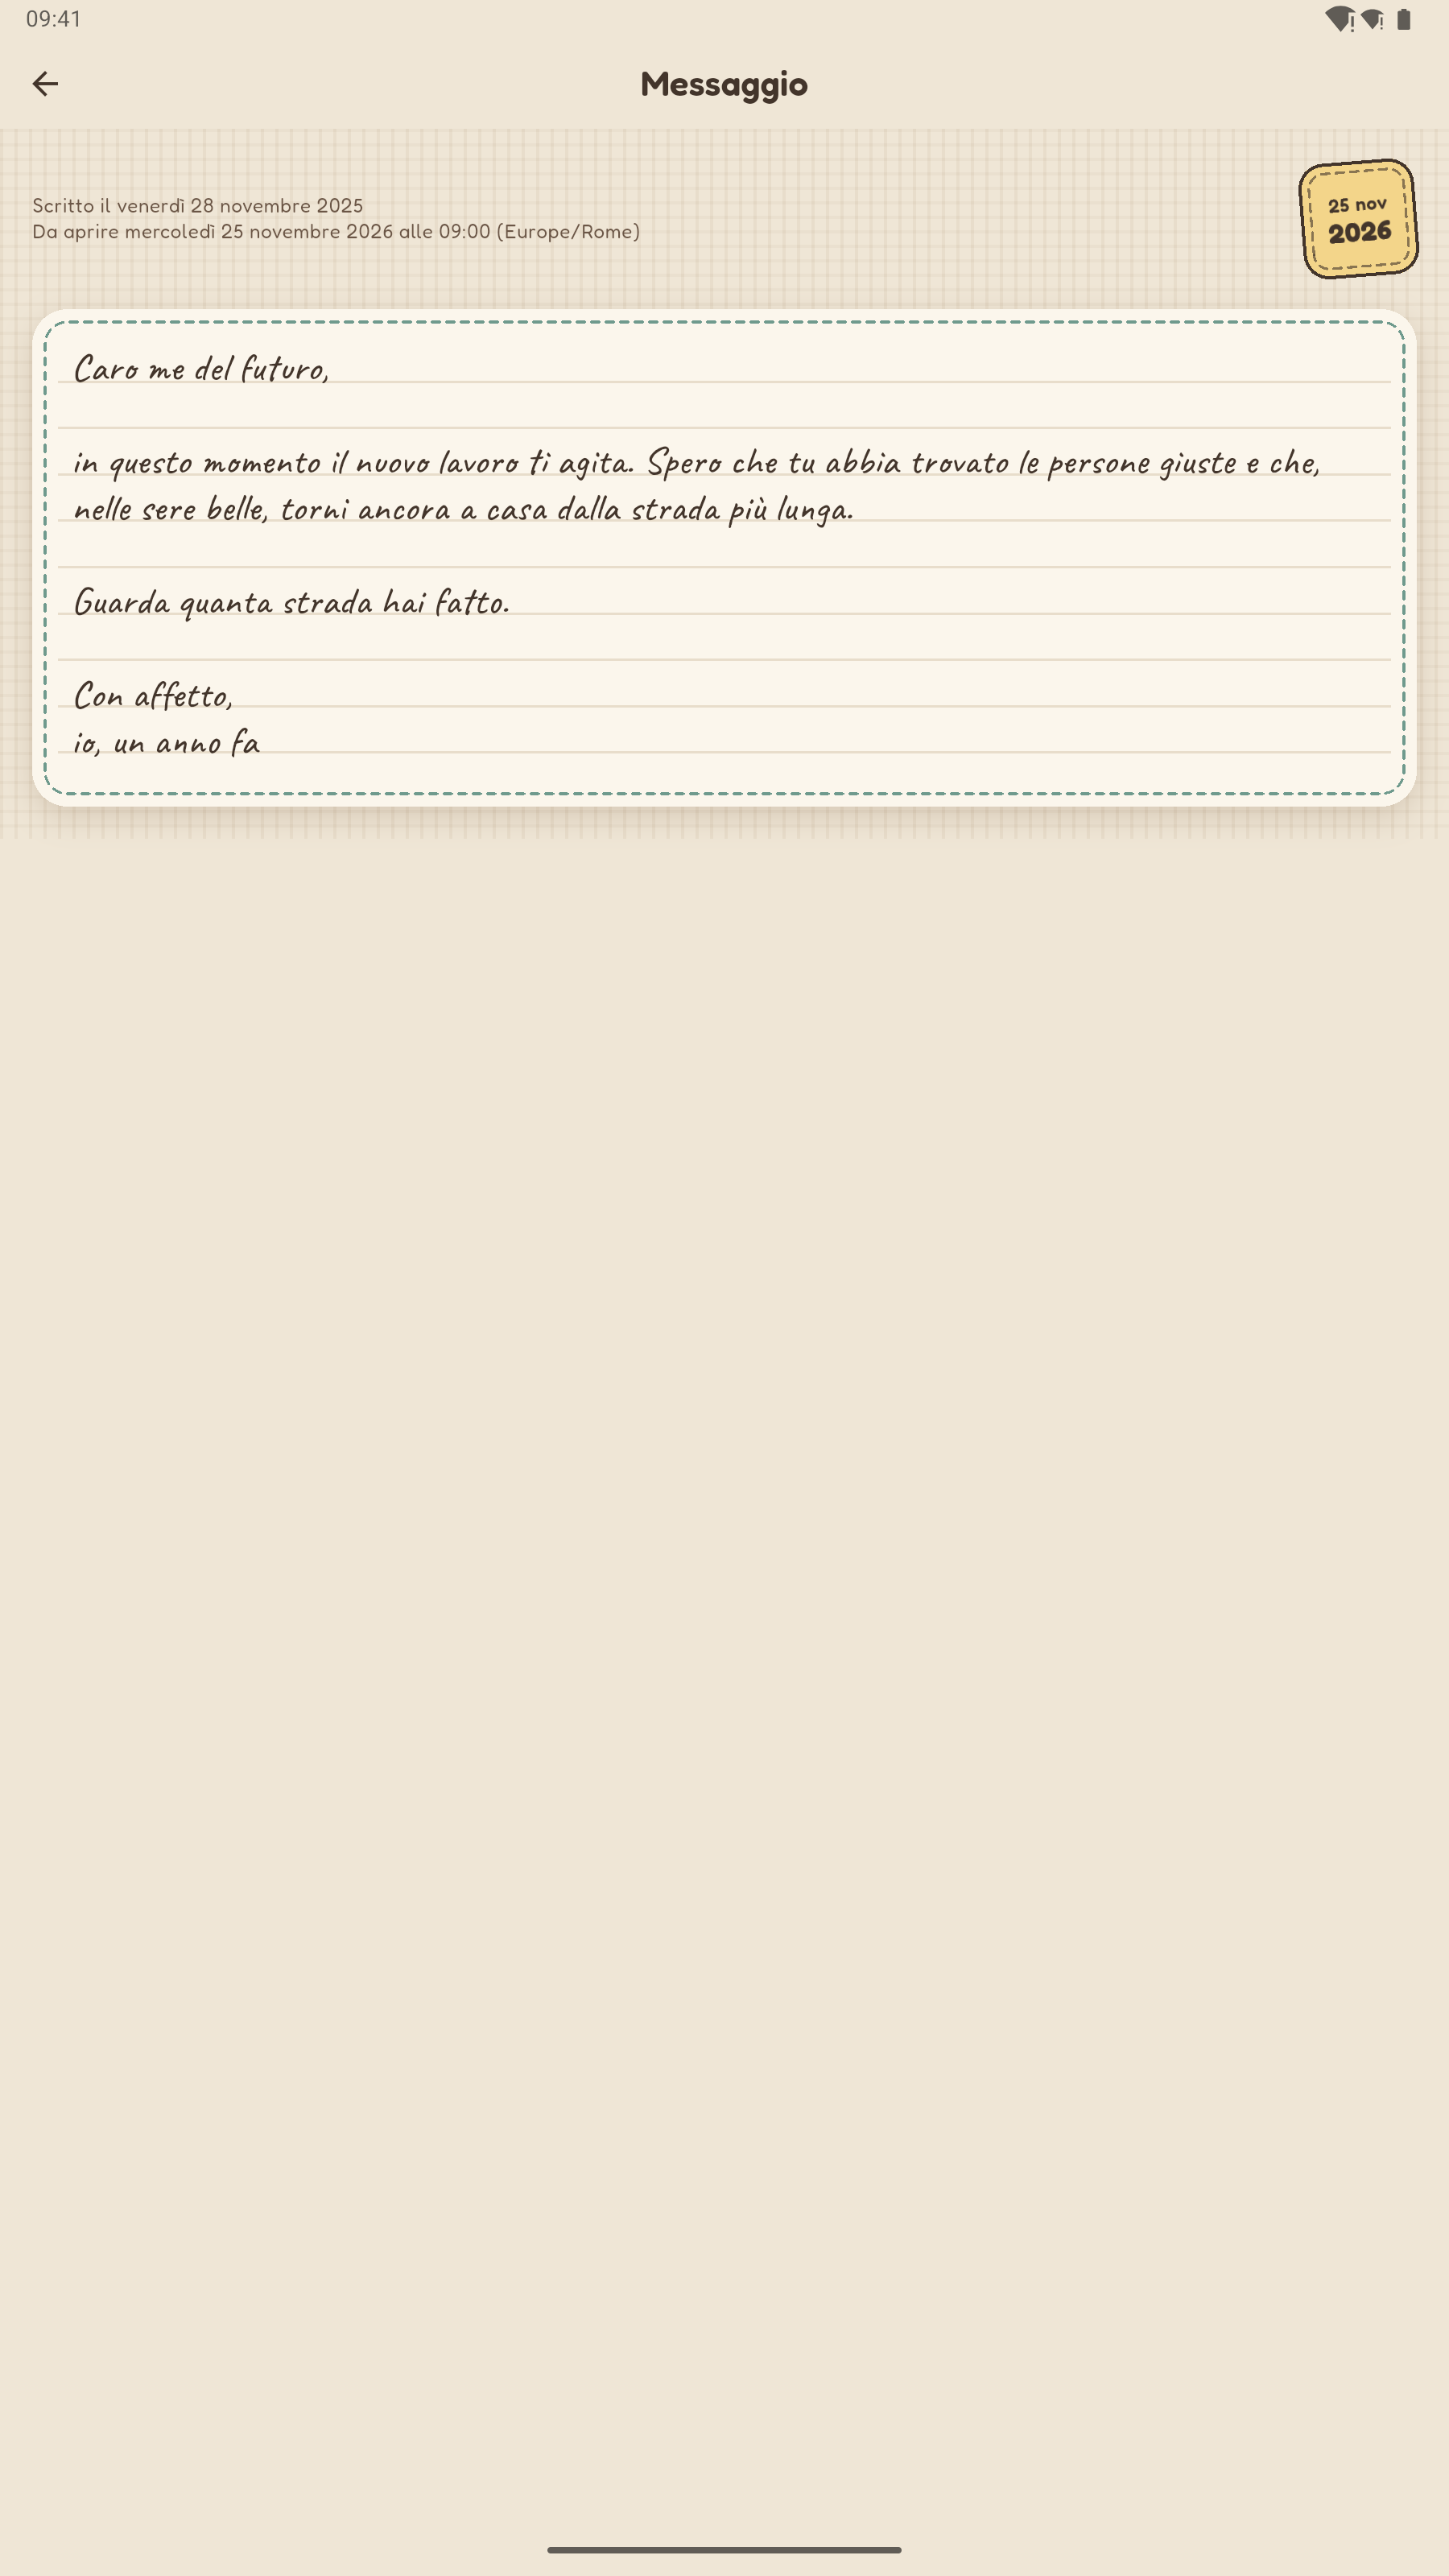 09:41
Messaggio
Scritto il venerdì 28 novembre 2025
Da aprire mercoledì 25 novembre 2026 alle 09:00 (Europe/Rome)
25 nov
2026
Caro me del futuro,
in questo momento il nuovo lavoro ti agita. Spero che tu abbia trovato le persone giuste e che,
nelle sere belle, torni ancora a casa dalla strada più lunga.
Guarda quanta strada hai fatto.
Con affetto,
io, un anno fa